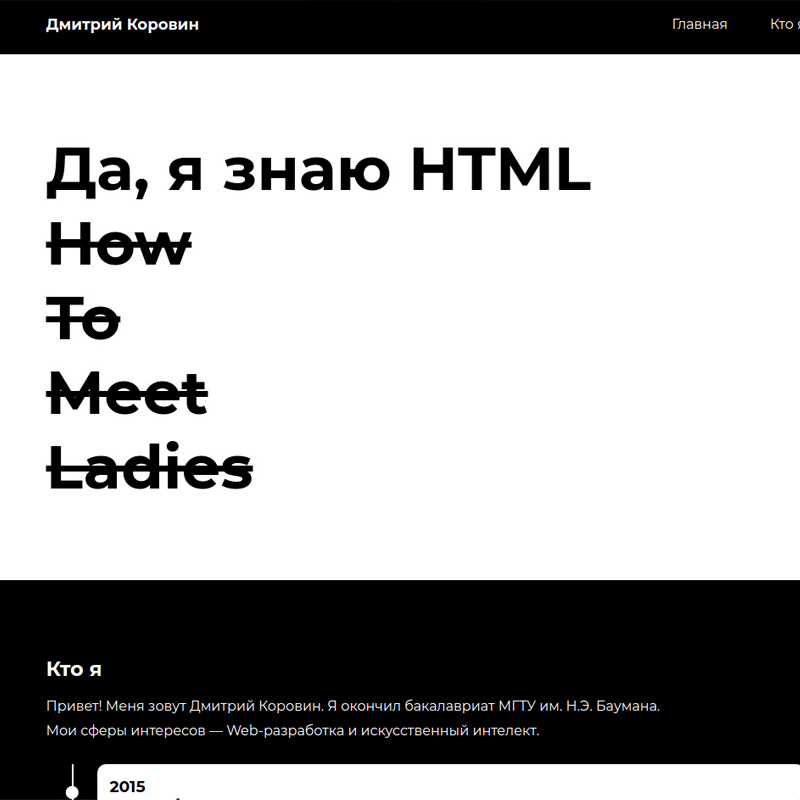 Дмитрий Коровин
Главная
Кто
Да, я знаю HTML
How
To
Meet
Ladies
Кто я
Привет! Меня зовут Дмитрий Коровин. Я окончил бакалавриат МГТУ им. Н.Э. Баумана.
Мои сферы интересов — Web-разработка и искусственный интелект.
2015